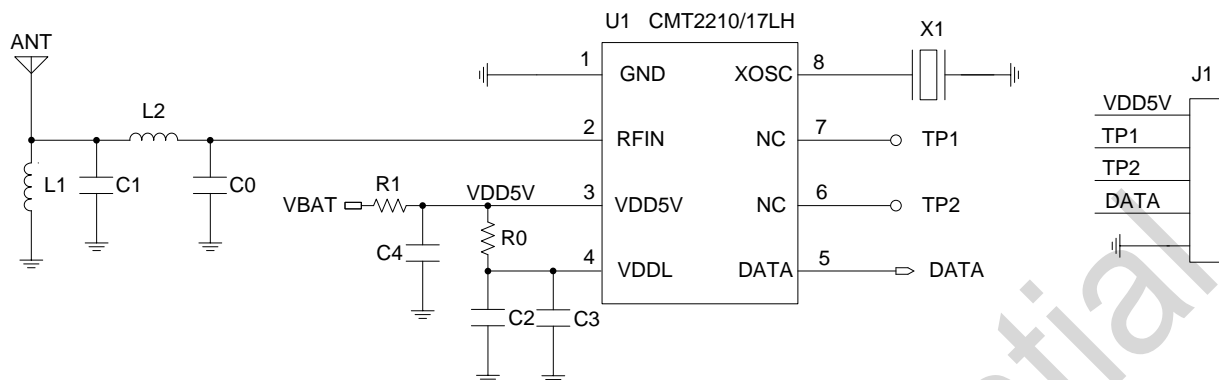 U1 CMT2210/17LH
X1
ANT
1
GND
XOSC
8
J1
L2
VDD5V
2
RFIN
NC
7
TP1
TP1
L1
C1
C0
TP2
R1
VDD5V
3
VBAT
VDD5V
NC
6
TP2
DATA
R0
C4
4
VDDL
DATA
5
DATA
C2
C3
ntial